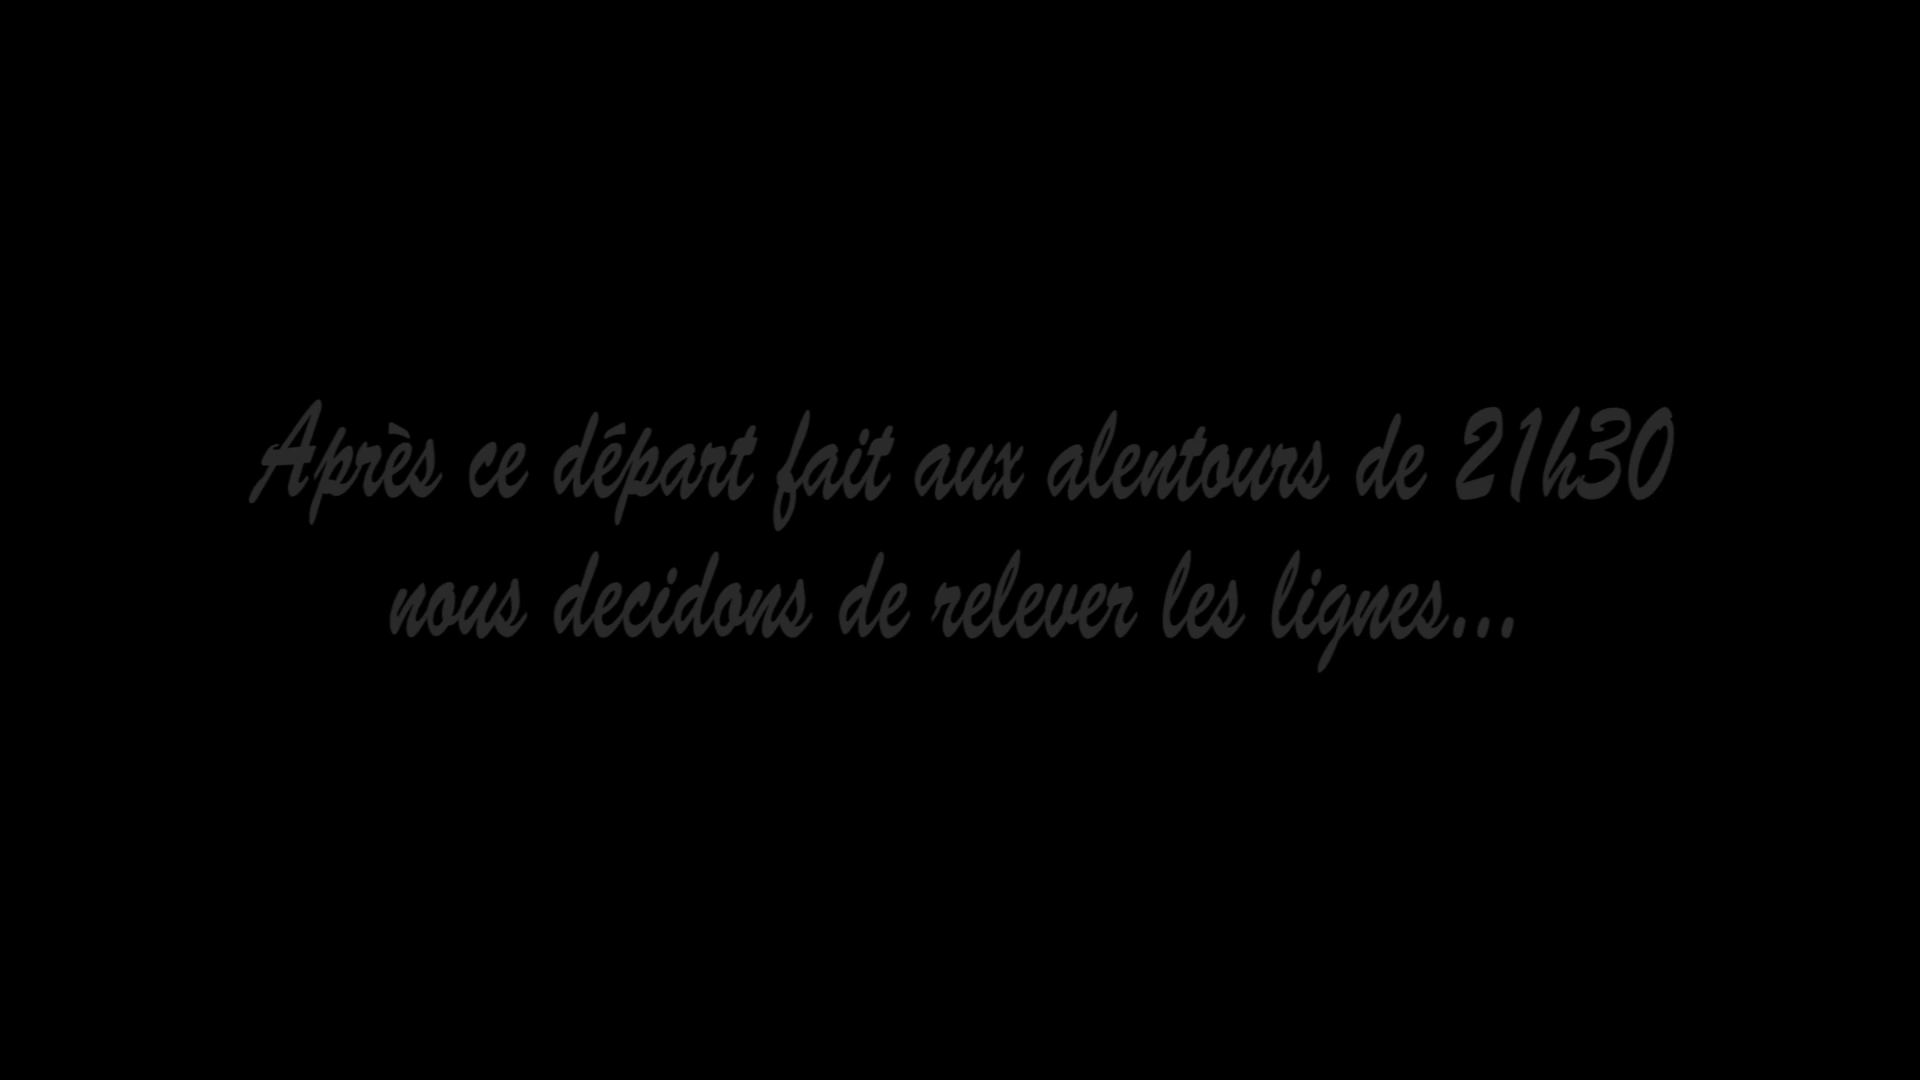 Après ce départ fait aux alentours de 21h30
nous decidons de relever les lignes...